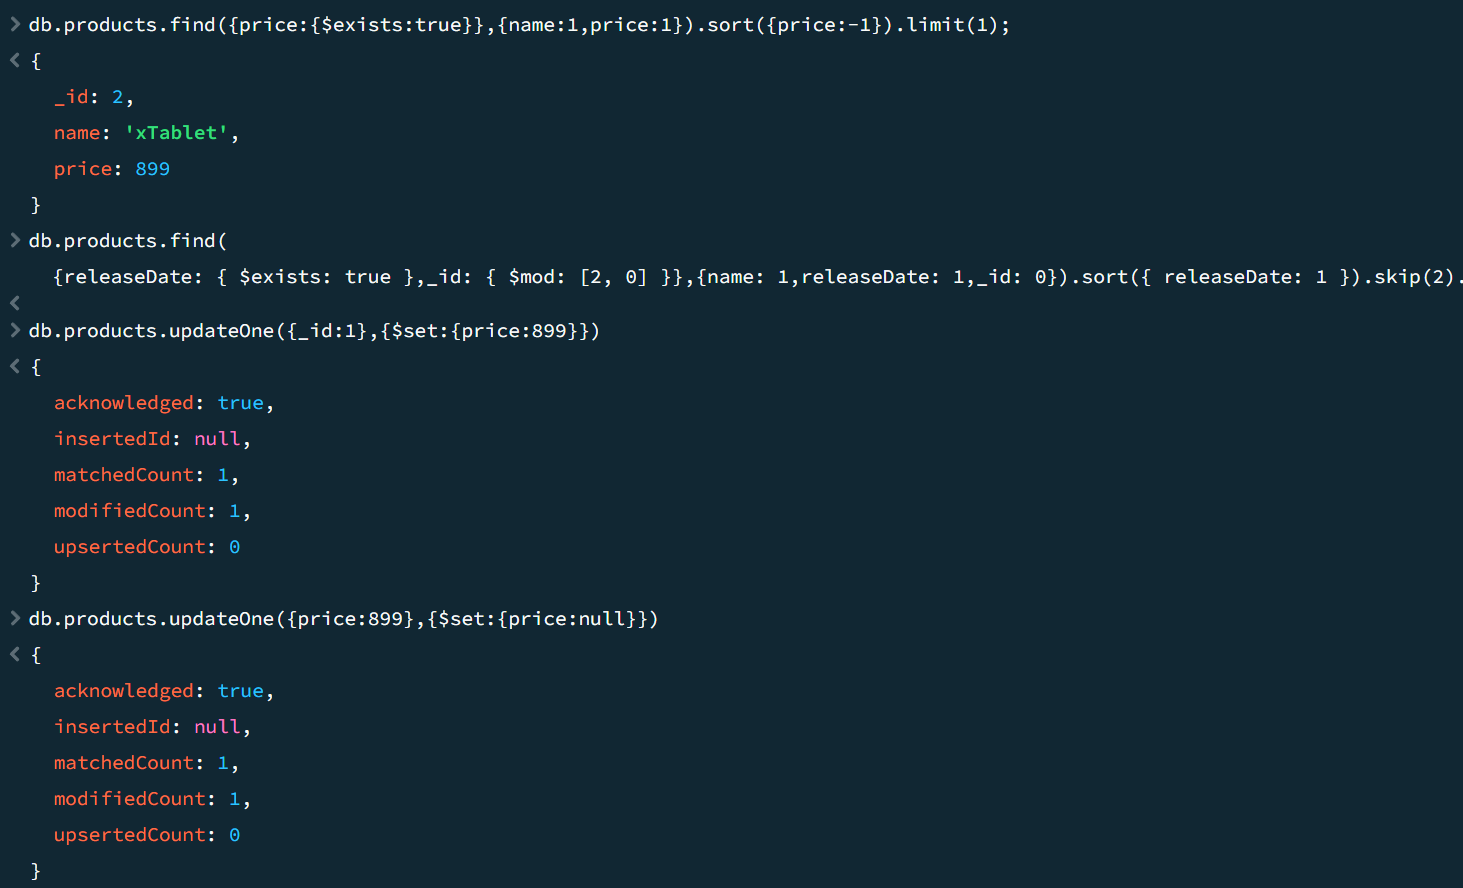 > db.products.find({price:{$exists:true}},{name:1,price:1}).sort({price:-1}).limit(1);
< {
_id: 2,
name: 'xTablet',
price: 899
}
> db.products.find(
{releaseDate: { $exists: true },_id: { $mod: [2, 0] }},{name: 1,releaseDate: 1,_id: 0}).sort({ releaseDate: 1 }).skip(2).
<
> db.products.updateOne({_id:1},{$set:{price:899}})
< {
acknowledged: true,
insertedId: null,
matchedCount: 1,
modifiedCount: 1,
upsertedCount: 0
}
> db.products.updateOne({price:899},{$set:{price:null}})
< {
acknowledged: true,
insertedId: null,
matchedCount: 1,
modifiedCount: 1,
upsertedCount: 0
}